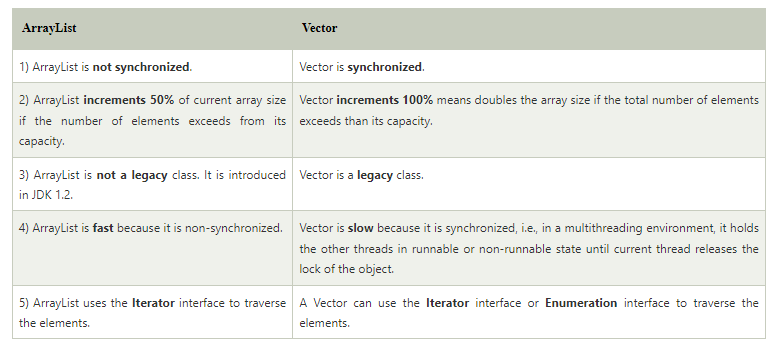 ArrayList Vector
1) ArrayList is not synchronized. Vector is synchronized.
2) ArrayList increments 50% of current array size
if the number of elements exceeds from its
capacity.
Vector increments 100% means doubles the array size if the total number of elements
exceeds than its capacity.
3) ArrayList is not a legacy class. It is introduced
in JDK 1.2.
Vector is a legacy class.
4) ArrayList is fast because it is non-synchronized.
Vector is slow because it is synchronized, i.e., in a multithreading environment, it holds
the other threads in runnable or non-runnable state until current thread releases the
lock of the object.
5) ArrayList uses the Iterator interface to traverse
the elements.
A Vector can use the Iterator interface or Enumeration interface to traverse the
elements.